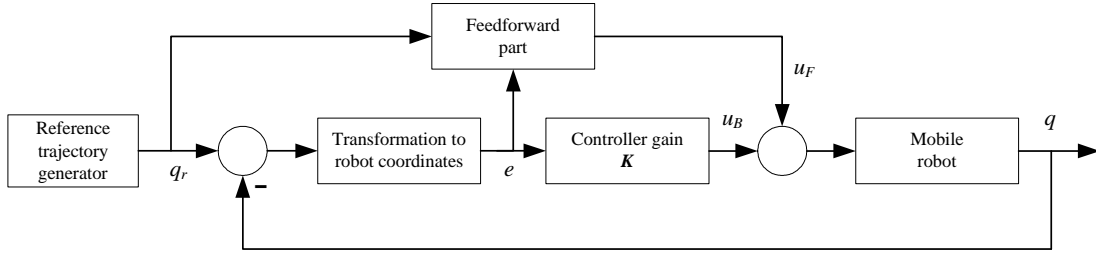 Feedforward
part
u_F
Reference
trajectory
generator
q_r
-
Transformation to
robot coordinates
e
Controller gain
K
u_B
Mobile
robot
q